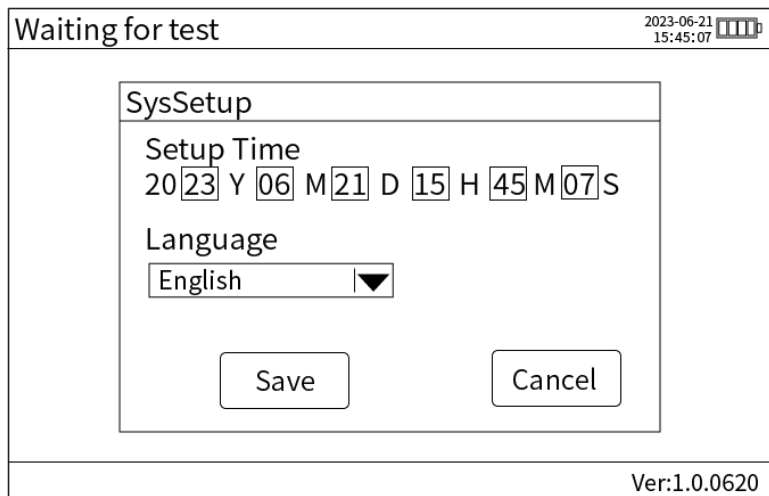 Waiting for test
2023-06-21
15:45:07
SysSetup
Setup Time
2023 Y 06 M 21 D 15 H 45 M 07 S
Language
English
Save
Cancel
Ver:1.0.0620